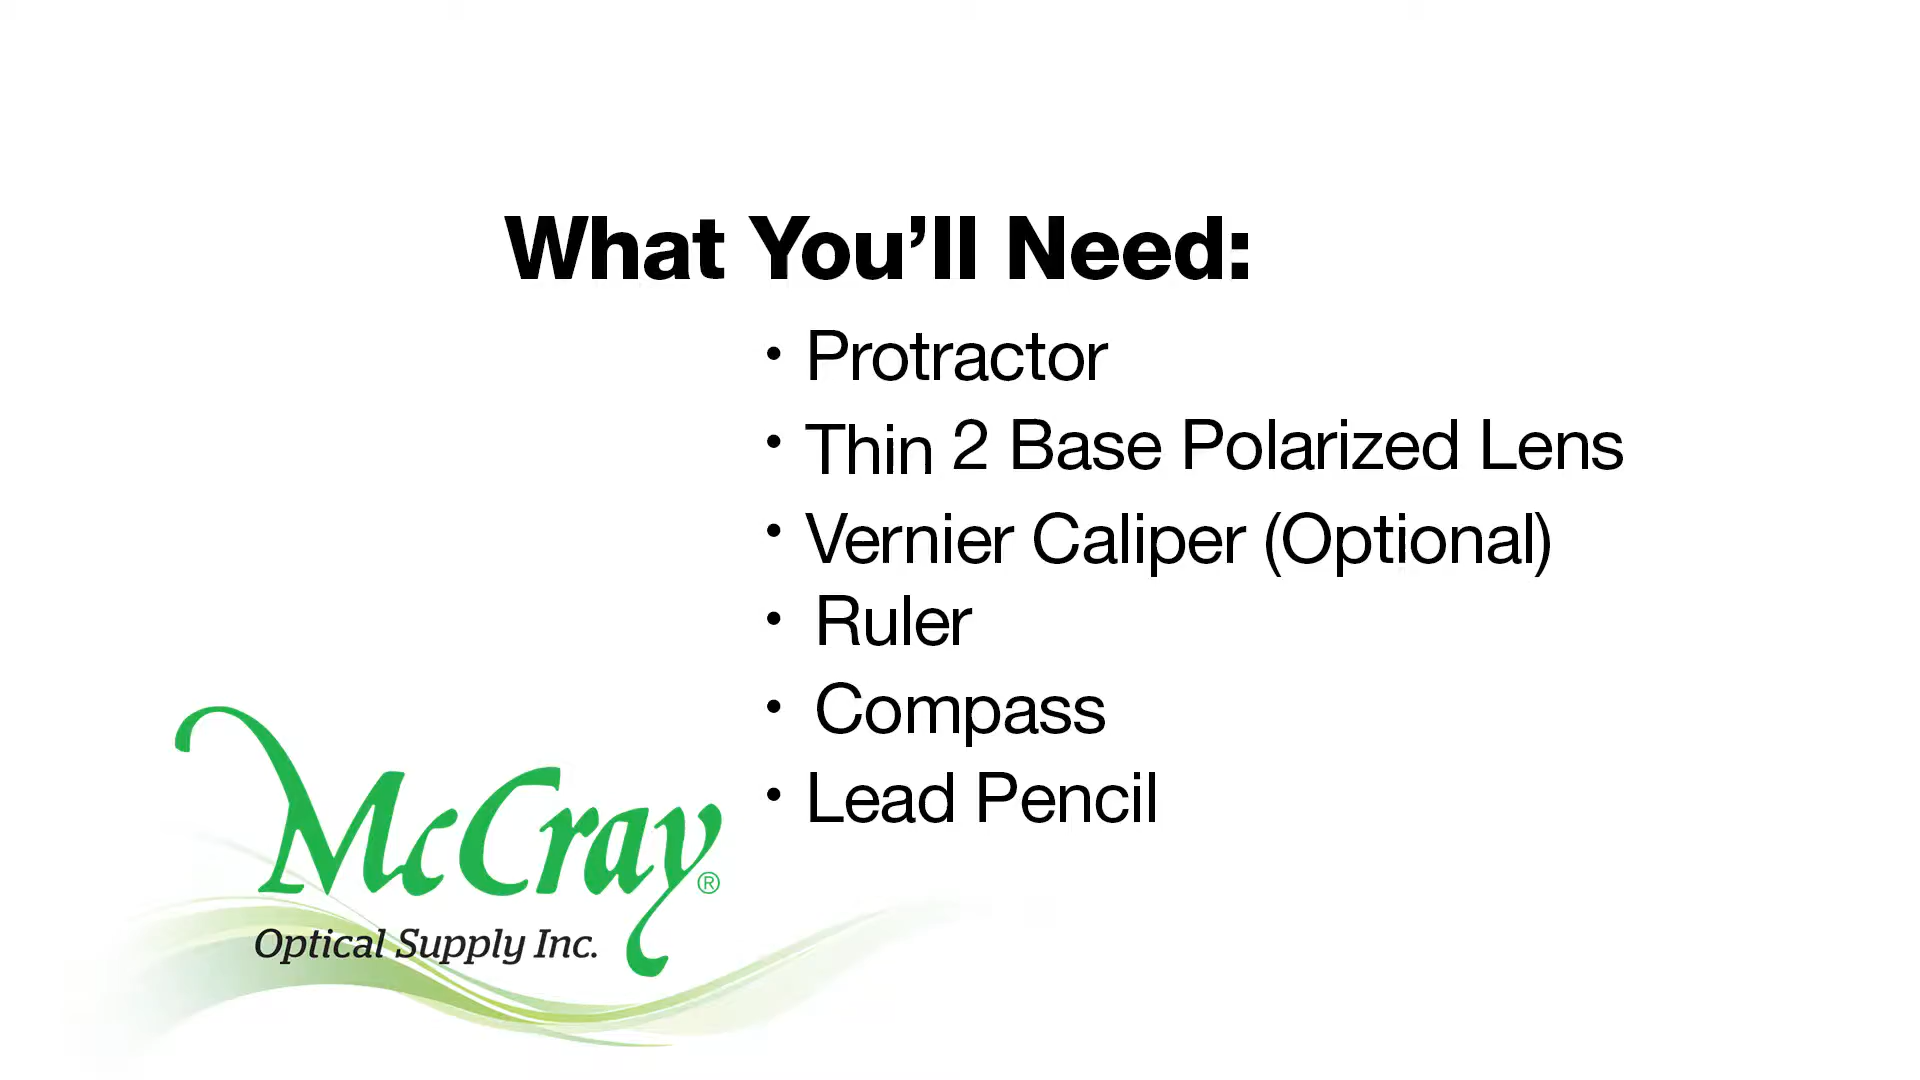 What You’ll Need:
• Protractor
• Thin 2 Base Polarized Lens
• Vernier Caliper (Optional)
• Ruler
• Compass
• Lead Pencil
McCray®
Optical Supply Inc.